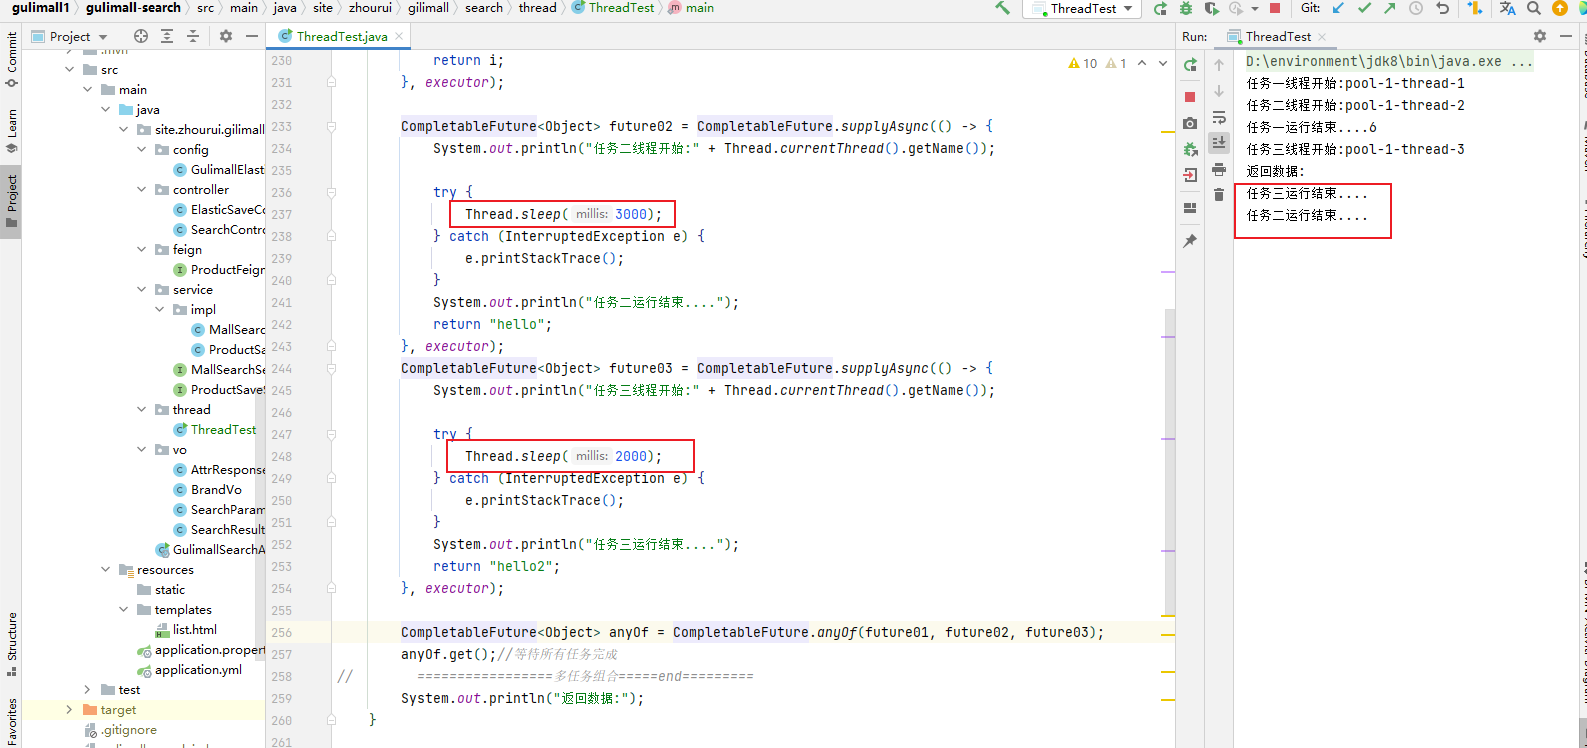 gulimall1 › gulimall-search › src › main › java › site › zhourui › gilimall › search › thread › ThreadTest › main
ThreadTest
Git:
Project
ThreadTest.java
Run:
ThreadTest
Commit
Learn
Project
Structure
Favorites
src
main
java
site.zhourui.gilimall
config
GulimallElast
controller
ElasticSaveCo
SearchContro
feign
ProductFeign
service
impl
MallSearc
ProductSa
MallSearchSe
ProductSaveS
thread
ThreadTest
vo
AttrResponse
BrandVo
SearchParam
SearchResult
GulimallSearchA
resources
static
templates
list.html
application.propert
application.yml
test
target
.gitignore
10 1
230 return i;
231 }, executor);
232
233 CompletableFuture<Object> future02 = CompletableFuture.supplyAsync(() -> {
234 System.out.println("任务二线程开始:" + Thread.currentThread().getName());
235
236 try {
237 Thread.sleep( millis: 3000);
238 } catch (InterruptedException e) {
239 e.printStackTrace();
240 }
241 System.out.println("任务二运行结束....");
242 return "hello";
243 }, executor);
244 CompletableFuture<Object> future03 = CompletableFuture.supplyAsync(() -> {
245 System.out.println("任务三线程开始:" + Thread.currentThread().getName());
246
247 try {
248 Thread.sleep( millis: 2000);
249 } catch (InterruptedException e) {
250 e.printStackTrace();
251 }
252 System.out.println("任务三运行结束....");
253 return "hello2";
254 }, executor);
255
256 CompletableFuture<Object> anyOf = CompletableFuture.anyOf(future01, future02, future03);
257 anyOf.get();//等待所有任务完成
258 // =================多任务组合=====end=========
259 System.out.println("返回数据:");
260 }
261
D:\environment\jdk8\bin\java.exe ...
任务一线程开始:pool-1-thread-1
任务二线程开始:pool-1-thread-2
任务一运行结束....6
任务三线程开始:pool-1-thread-3
返回数据:
任务三运行结束....
任务二运行结束....